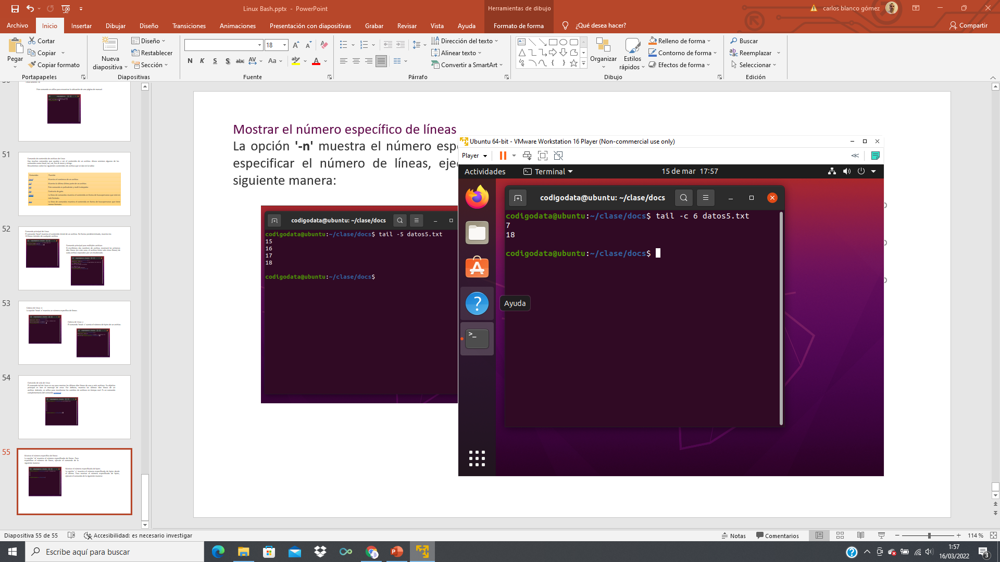 Linux Bash.pptx - PowerPoint
Herramientas de dibujo
carlos blanco gómez
Archivo Inicio Insertar Dibujar Diseño Transiciones Animaciones Presentación con diapositivas Grabar Revisar Vista Ayuda Formato de forma ¿Qué desea hacer? Compartir
Pegar
Cortar
Copiar
Copiar formato
Portapapeles
Nueva
diapositiva
Diseño
Restablecer
Sección
Diapositivas
18
N K S S abc AV Aa
Fuente
Dirección del texto
Alinear texto
Convertir a SmartArt
Párrafo
Organizar
Estilos
rápidos
Relleno de forma
Contorno de forma
Efectos de forma
Dibujo
Buscar
Reemplazar
Seleccionar
Edición
51
52
53
54
55
Mostrar el número específico de líneas
La opción '-n' muestra el número espe
especificar el número de líneas, ejec
siguiente manera:
codigodata@ubuntu: ~/clase/docs
codigodata@ubuntu:~/clase/docs$ tail -5 datos5.txt
15
16
17
18
codigodata@ubuntu:~/clase/docs$
Ubuntu 64-bit - VMware Workstation 16 Player (Non-commercial use only)
Player
Actividades Terminal 15 de mar 17:57
codigodata@ubuntu: ~/clase/docs
codigodata@ubuntu:~/clase/docs$ tail -c 6 datos5.txt
7
18
codigodata@ubuntu:~/clase/docs$
Ayuda
Diapositiva 55 de 55
Accesibilidad: es necesario investigar
Notas
Comentarios
114 %
Escribe aquí para buscar
1:57
16/03/2022
3